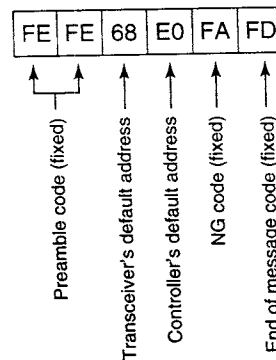 FE FE 68 E0 FA FD
Preamble code (fixed)
Transceiver's default address
Controller's default address
NG code (fixed)
End of message code (fixed)